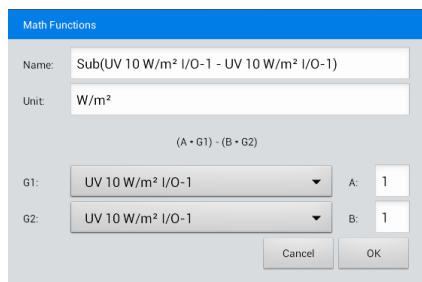 Math Functions
Name: Sub(UV 10 W/m² I/O-1 - UV 10 W/m² I/O-1)
Unit: W/m²
(A • G1) - (B • G2)
G1: UV 10 W/m² I/O-1 A: 1
G2: UV 10 W/m² I/O-1 B: 1
Cancel OK